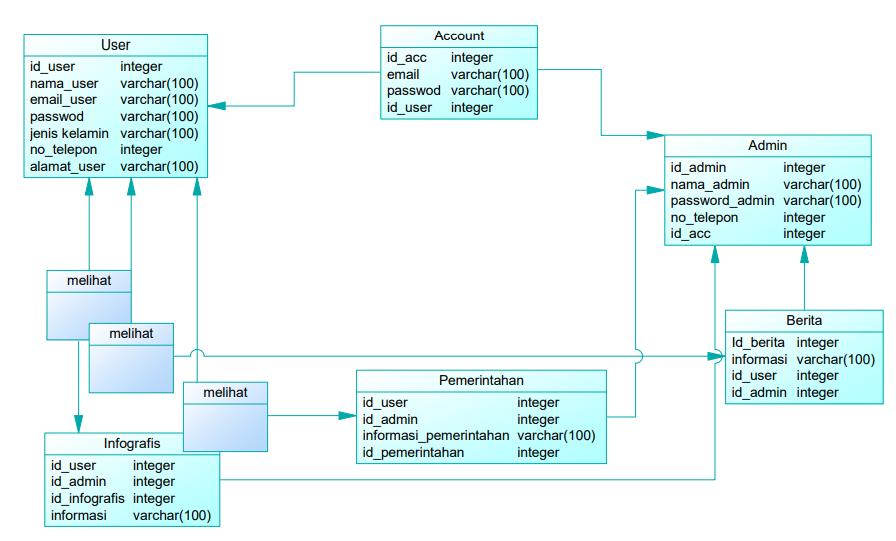 User
id_user integer
nama_user varchar(100)
email_user varchar(100)
passwod varchar(100)
jenis kelamin varchar(100)
no_telepon integer
alamat_user varchar(100)
Account
id_acc integer
email varchar(100)
passwod varchar(100)
id_user integer
Admin
id_admin integer
nama_admin varchar(100)
password_admin varchar(100)
no_telepon integer
id_acc integer
melihat
melihat
melihat
Berita
Id_berita integer
informasi varchar(100)
id_user integer
id_admin integer
Pemerintahan
id_user integer
id_admin integer
informasi_pemerintahan varchar(100)
id_pemerintahan integer
Infografis
id_user integer
id_admin integer
id_infografis integer
informasi varchar(100)